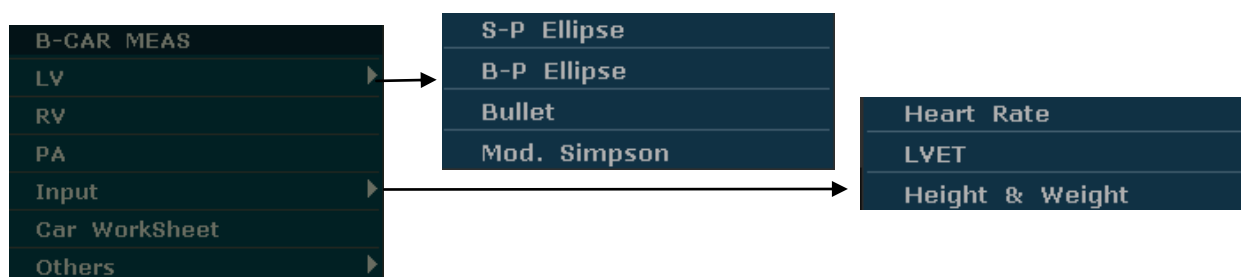 B-CAR MEAS
LV
RV
PA
Input
Car WorkSheet
Others
S-P Ellipse
B-P Ellipse
Bullet
Mod. Simpson
Heart Rate
LVET
Height & Weight